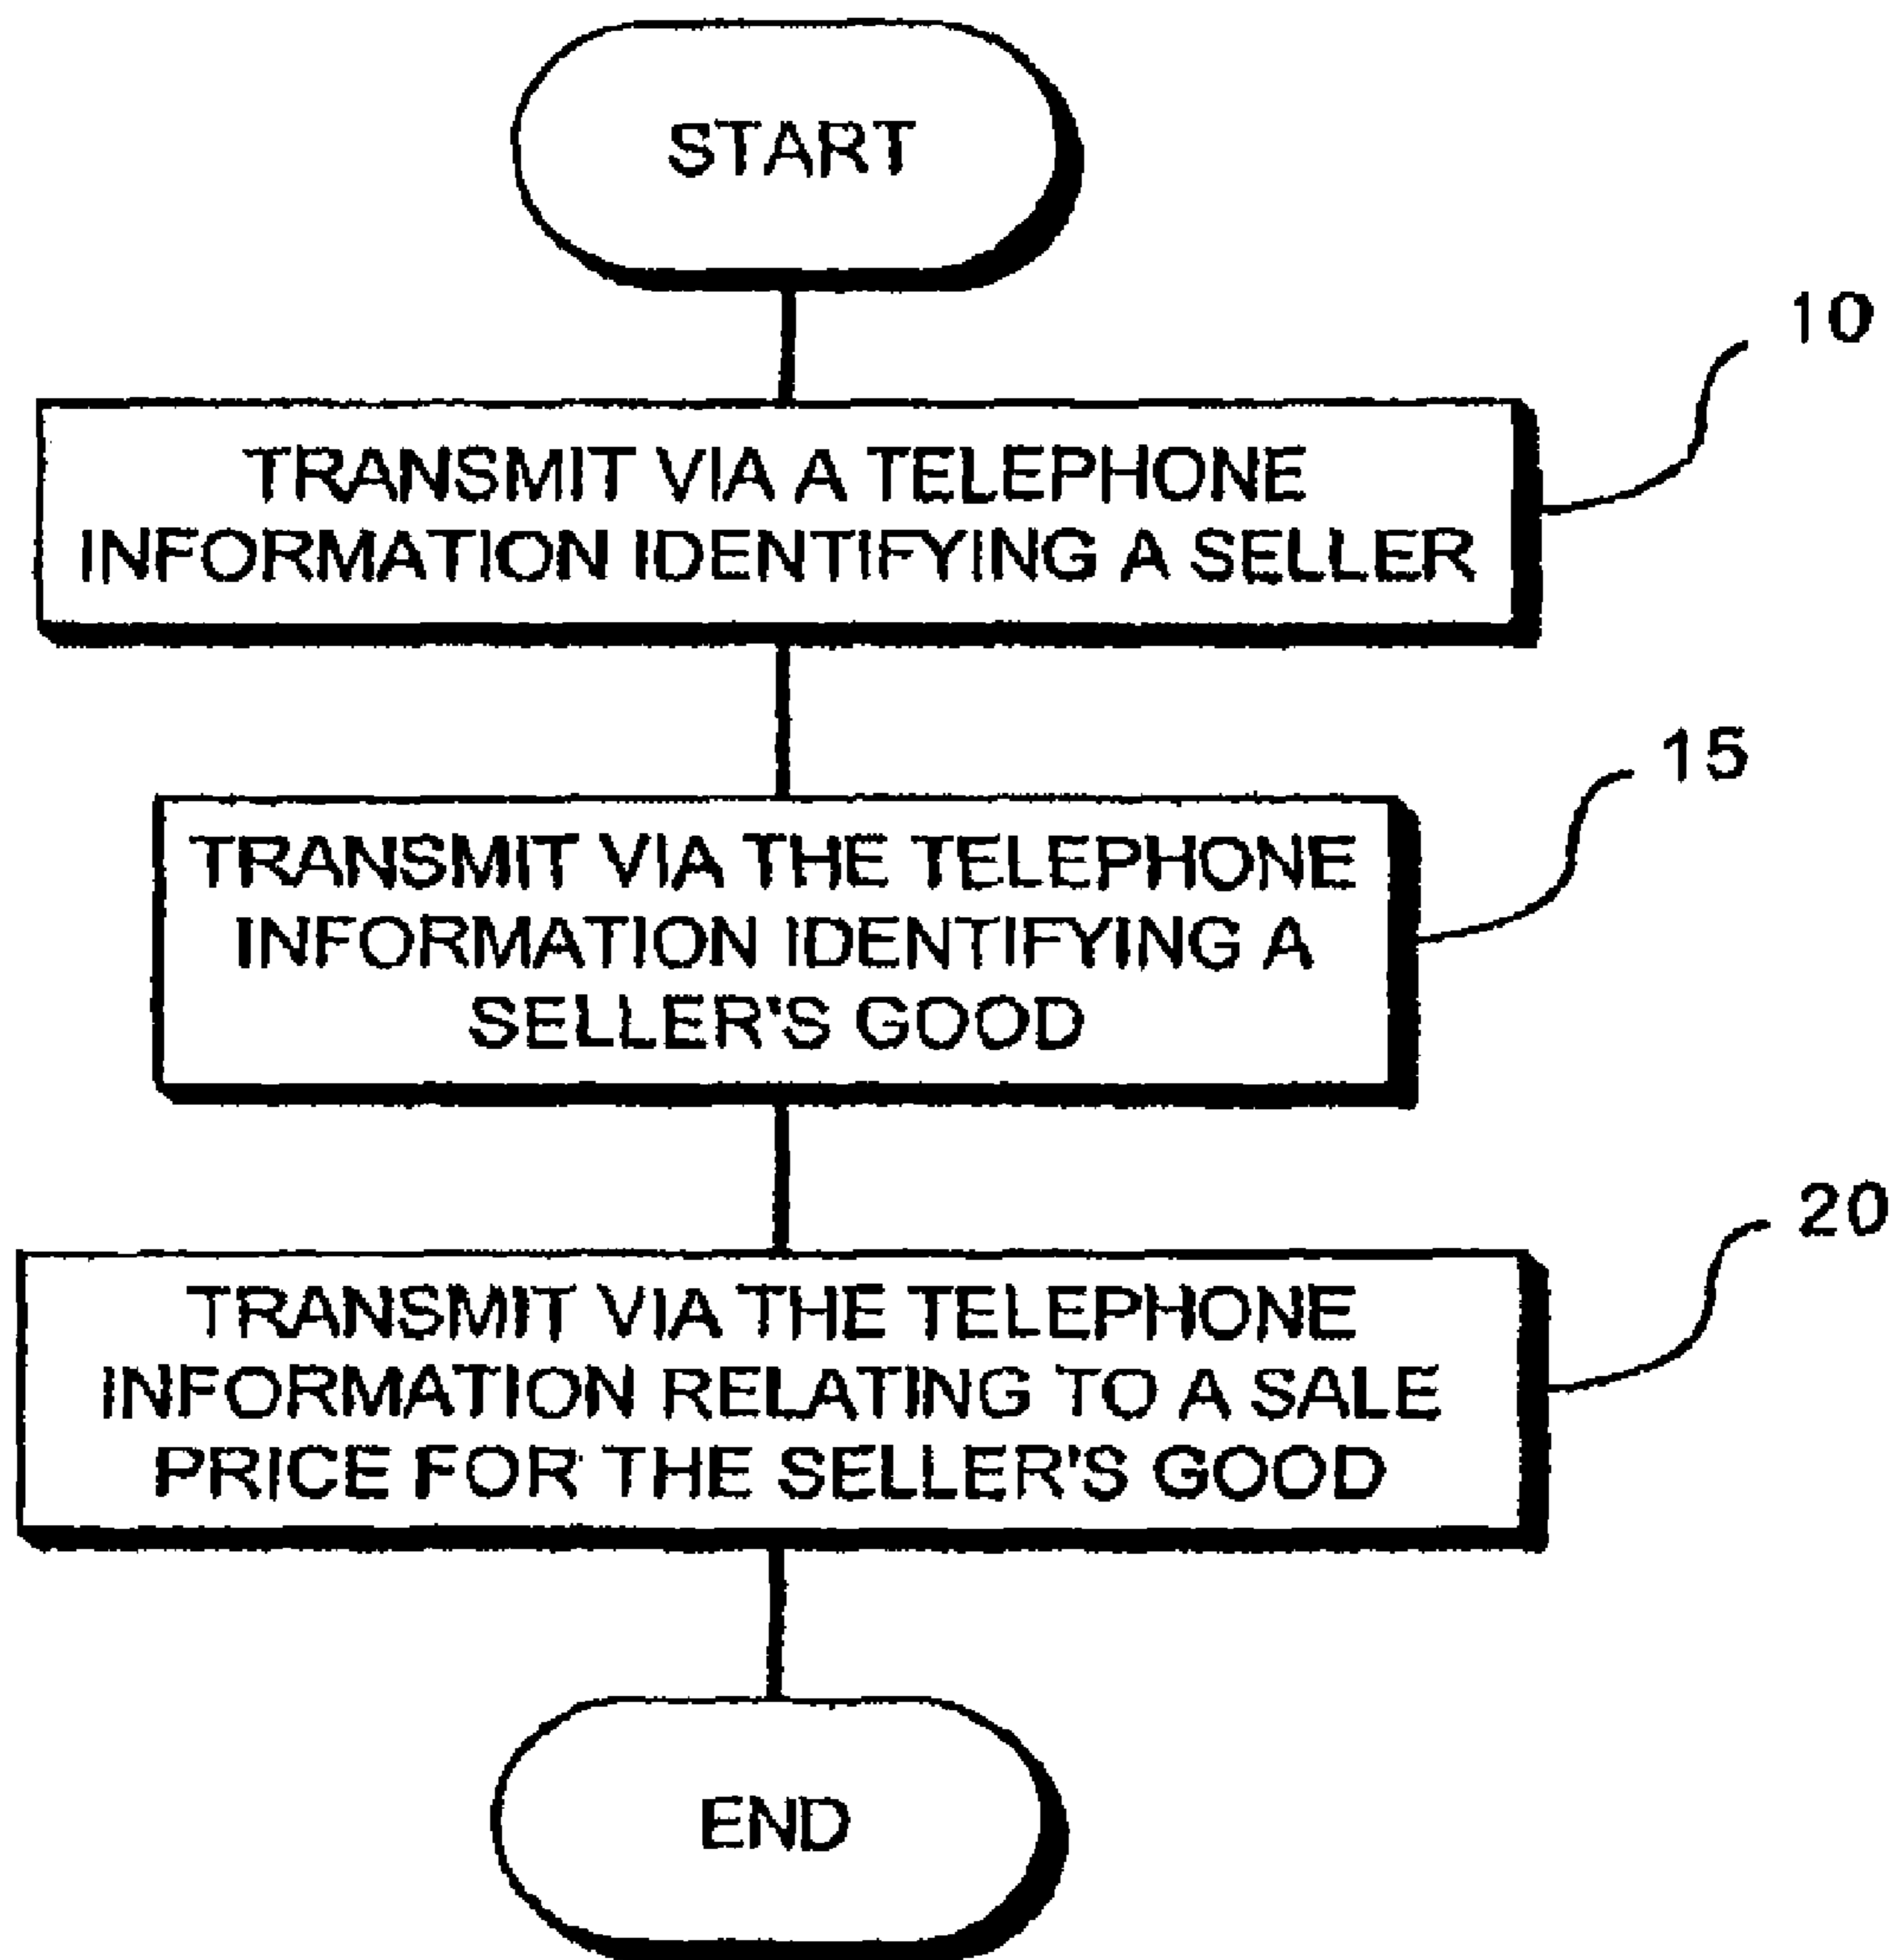 START
10
TRANSMIT VIA A TELEPHONE
INFORMATION IDENTIFYING A SELLER
15
TRANSMIT VIA THE TELEPHONE
INFORMATION IDENTIFYING A
SELLER'S GOOD
20
TRANSMIT VIA THE TELEPHONE
INFORMATION RELATING TO A SALE
PRICE FOR THE SELLER'S GOOD
END